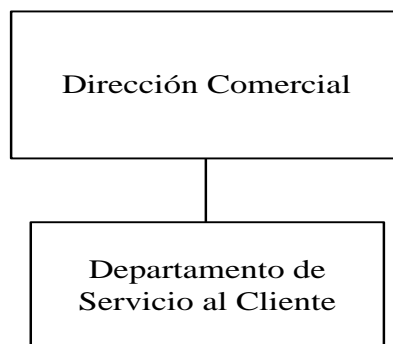 Dirección Comercial
Departamento de
Servicio al Cliente